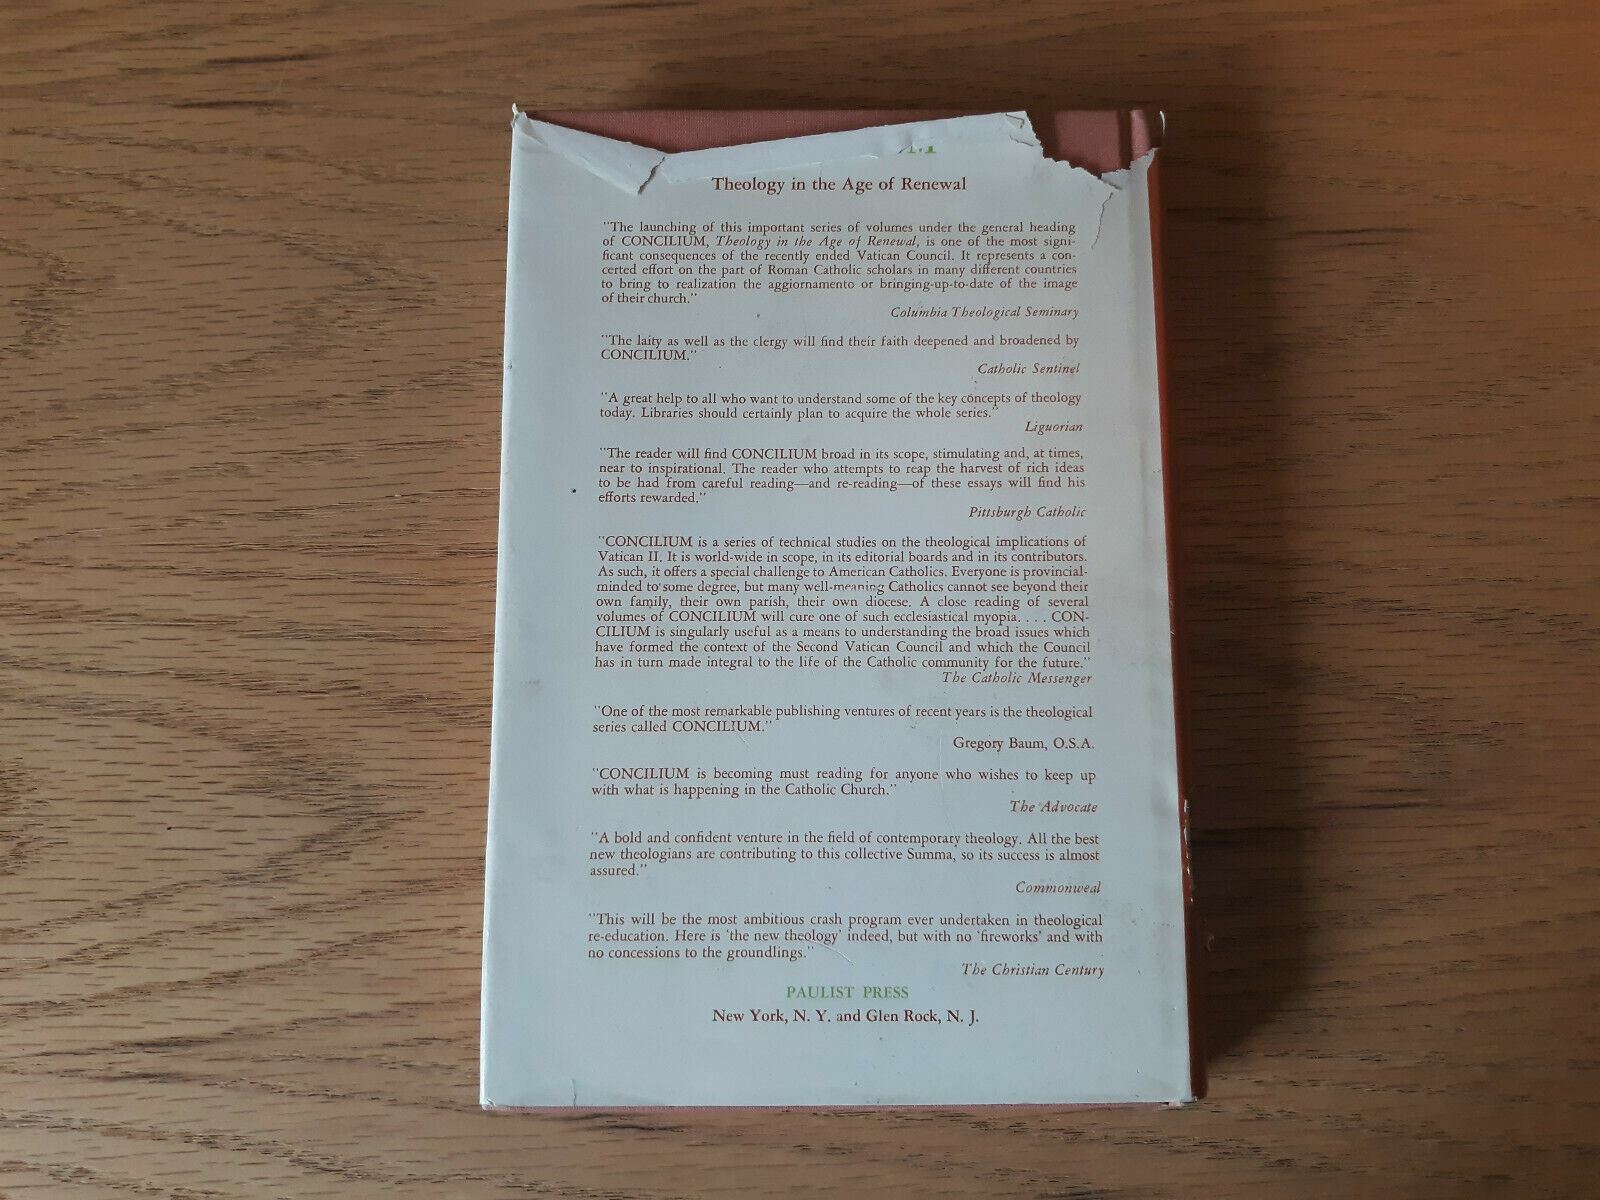 Theology in the Age of Renewal
"The launching of this important series of volumes under the general heading
of CONCILIUM, Theology in the Age of Renewal, is one of the most signi-
ficant consequences of the recently ended Vatican Council. It represents a con-
certed effort on the part of Roman Catholic scholars in many different countries
to bring to realization the aggiornamento or bringing-up-to-date of the image
of their church."
Columbia Theological Seminary
"The laity as well as the clergy will find their faith deepened and broadened by
CONCILIUM."
Catholic Sentinel
"A great help to all who want to understand some of the key concepts of theology
today. Libraries should certainly plan to acquire the whole series."
Liguorian
"The reader will find CONCILIUM broad in its scope, stimulating and, at times,
near to inspirational. The reader who attempts to reap the harvest of rich ideas
to be had from careful reading—and re-reading—of these essays will find his
efforts rewarded."
Pittsburgh Catholic
"CONCILIUM is a series of technical studies on the theological implications of
Vatican II. It is world-wide in scope, in its editorial boards and in its contributors.
As such, it offers a special challenge to American Catholics. Everyone is provincial-
minded to some degree, but many well-meaning Catholics cannot see beyond their
own family, their own parish, their own diocese. A close reading of several
volumes of CONCILIUM will cure one of such ecclesiastical myopia. . . . CON-
CILIUM is singularly useful as a means to understanding the broad issues which
have formed the context of the Second Vatican Council and which the Council
has in turn made integral to the life of the Catholic community for the future."
The Catholic Messenger
"One of the most remarkable publishing ventures of recent years is the theological
series called CONCILIUM."
Gregory Baum, O.S.A.
"CONCILIUM is becoming must reading for anyone who wishes to keep up
with what is happening in the Catholic Church."
The Advocate
"A bold and confident venture in the field of contemporary theology. All the best
new theologians are contributing to this collective Summa, so its success is almost
assured."
Commonweal
"This will be the most ambitious crash program ever undertaken in theological
re-education. Here is 'the new theology' indeed, but with no 'fireworks' and with
no concessions to the groundlings."
The Christian Century
PAULIST PRESS
New York, N. Y. and Glen Rock, N. J.